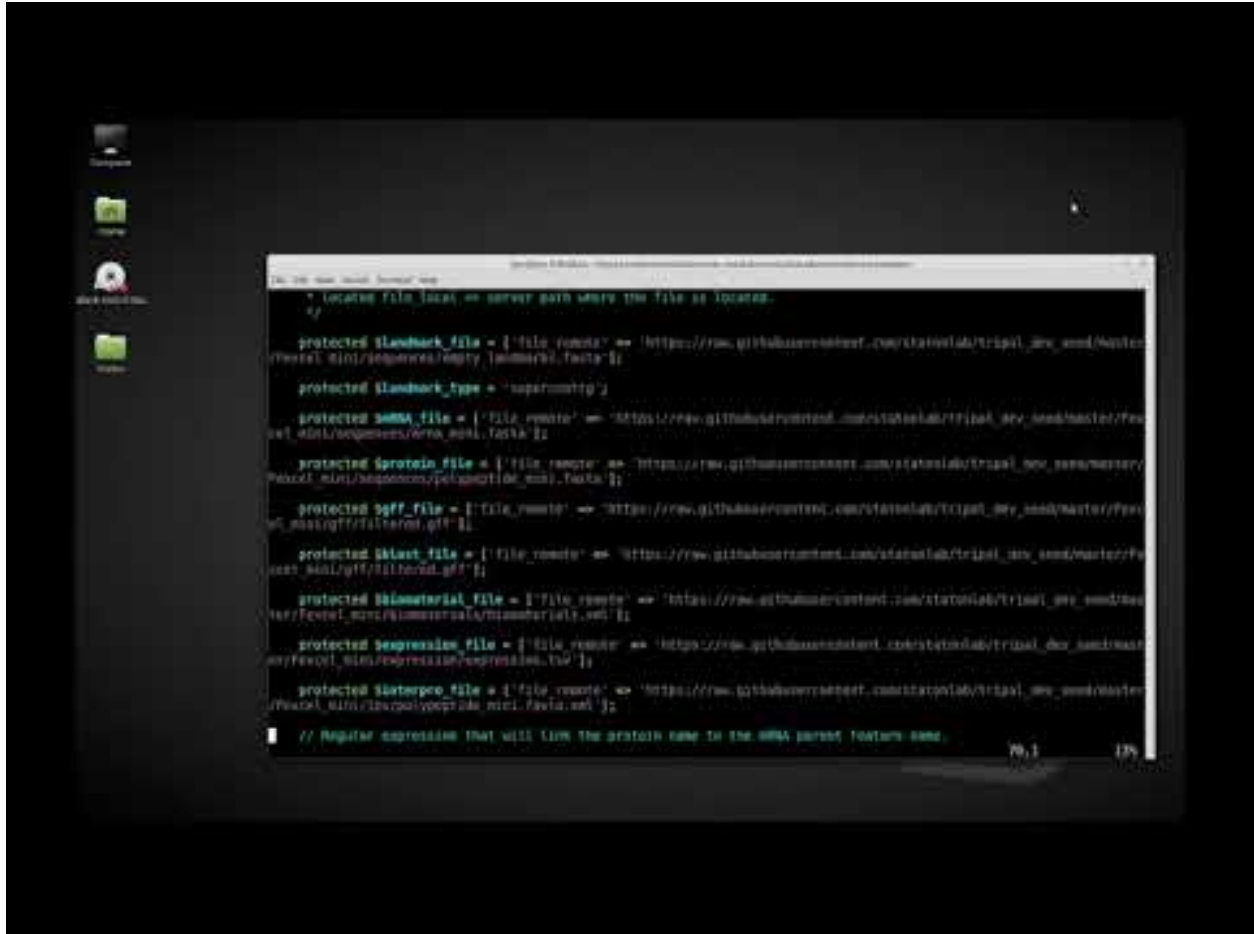 Computer
Home
* located file_local => server path where the file is located.
*/
protected $landmark_file = ['file_remote' => 'https://raw.githubusercontent.com/statonlab/tripal_dev_seed/master
/Fexcel_mini/sequences/empty_landmarks.fasta'];
protected $landmark_type = 'supercontig';
protected $mRNA_file = ['file_remote' => 'https://raw.githubusercontent.com/statonlab/tripal_dev_seed/master/Fex
cel_mini/sequences/mrna_mini.fasta'];
protected $protein_file = ['file_remote' => 'https://raw.githubusercontent.com/statonlab/tripal_dev_seed/master/
Fexcel_mini/sequences/polypeptide_mini.fasta'];
protected $gff_file = ['file_remote' => 'https://raw.githubusercontent.com/statonlab/tripal_dev_seed/master/Fexc
el_mini/gff/filtered.gff'];
protected $blast_file = ['file_remote' => 'https://raw.githubusercontent.com/statonlab/tripal_dev_seed/master/Fe
xcel_mini/gff/filtered.gff'];
protected $biomaterial_file = ['file_remote' => 'https://raw.githubusercontent.com/statonlab/tripal_dev_seed/mas
ter/Fexcel_mini/biomaterials/biomaterials.xml'];
protected $expression_file = ['file_remote' => 'https://raw.githubusercontent.com/statonlab/tripal_dev_seed/mast
er/Fexcel_mini/expression/expression.tsv'];
protected $interpro_file = ['file_remote' => 'https://raw.githubusercontent.com/statonlab/tripal_dev_seed/master
/Fexcel_mini/ips/polypeptide_mini.fasta.xml'];
// Regular expression that will link the protein name to the mRNA parent feature name.
70,1 13%